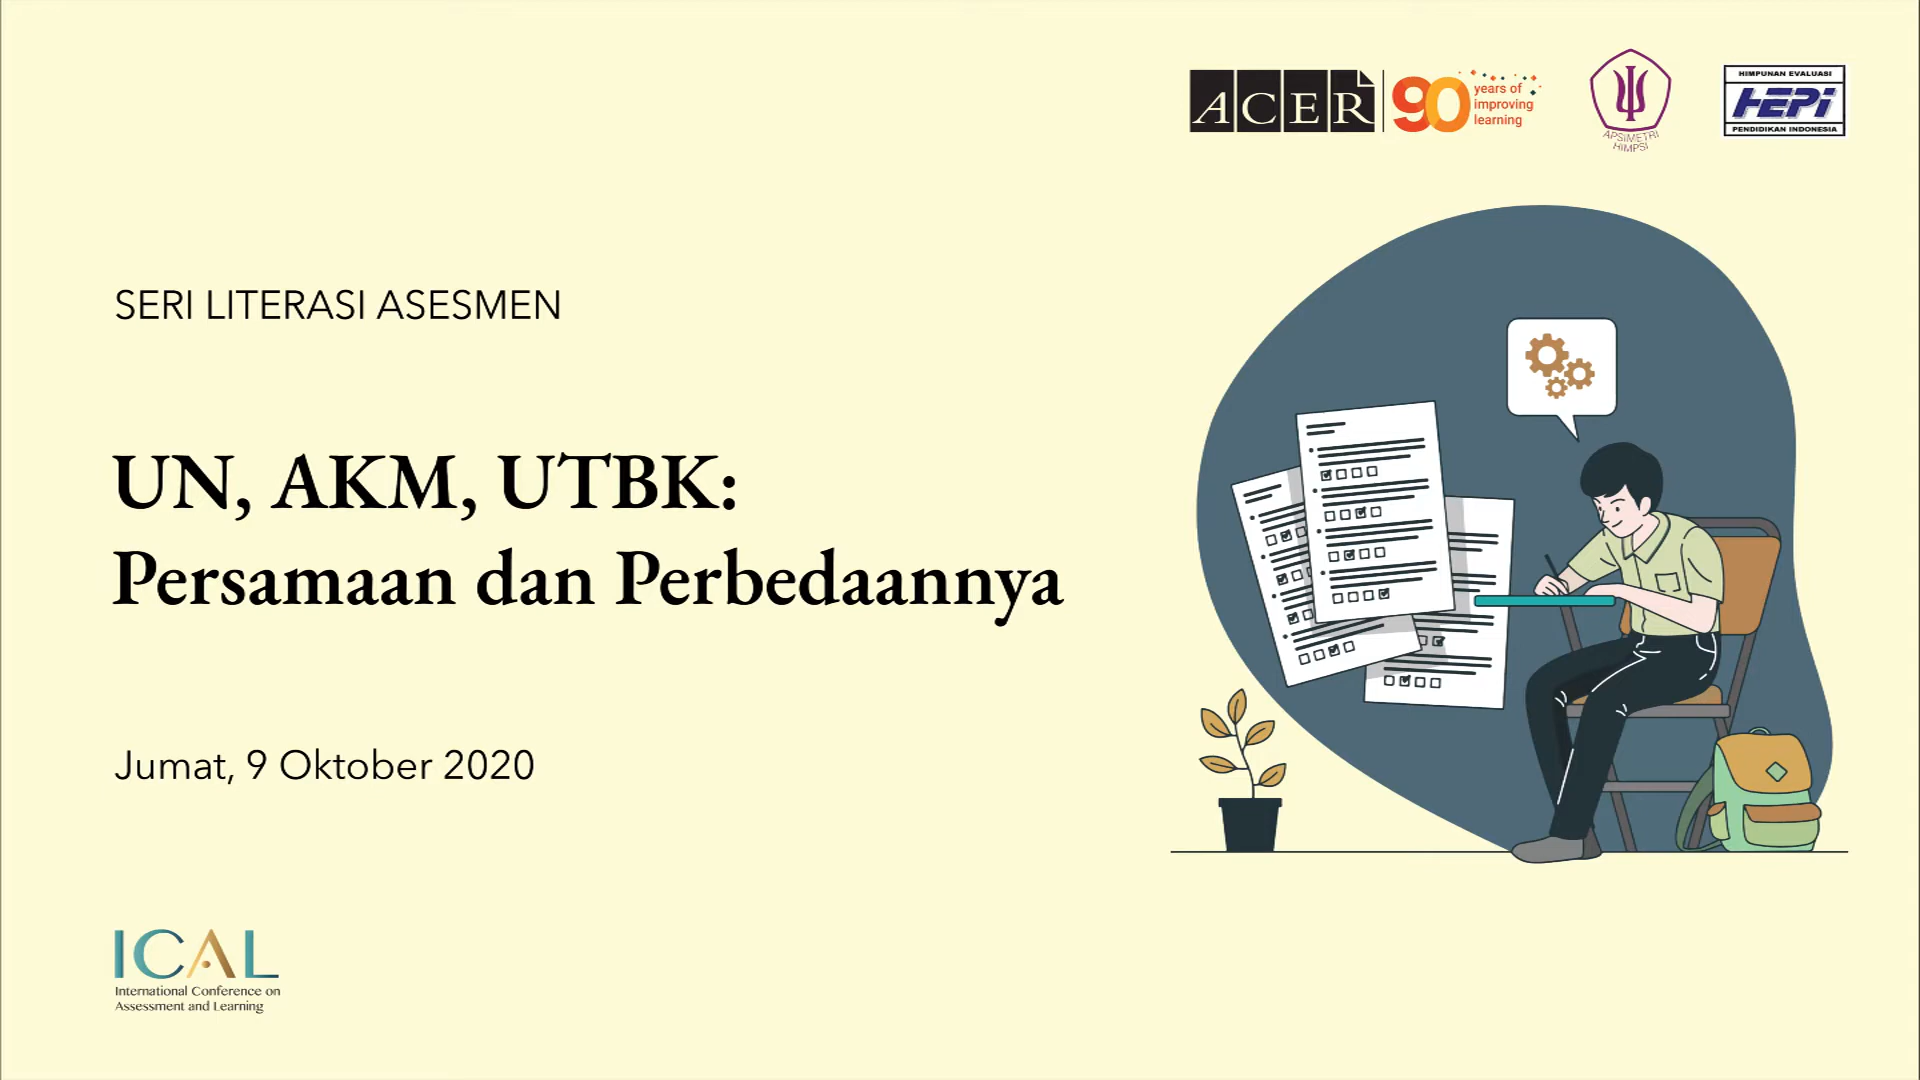 ACER
90
years of
improving
learning
APSIMETRI
HIMPSI
HIMPUNAN EVALUASI
HEPI
PENDIDIKAN INDONESIA
SERI LITERASI ASESMEN
UN, AKM, UTBK:
Persamaan dan Perbedaannya
Jumat, 9 Oktober 2020
ICAL
International Conference on
Assessment and Learning